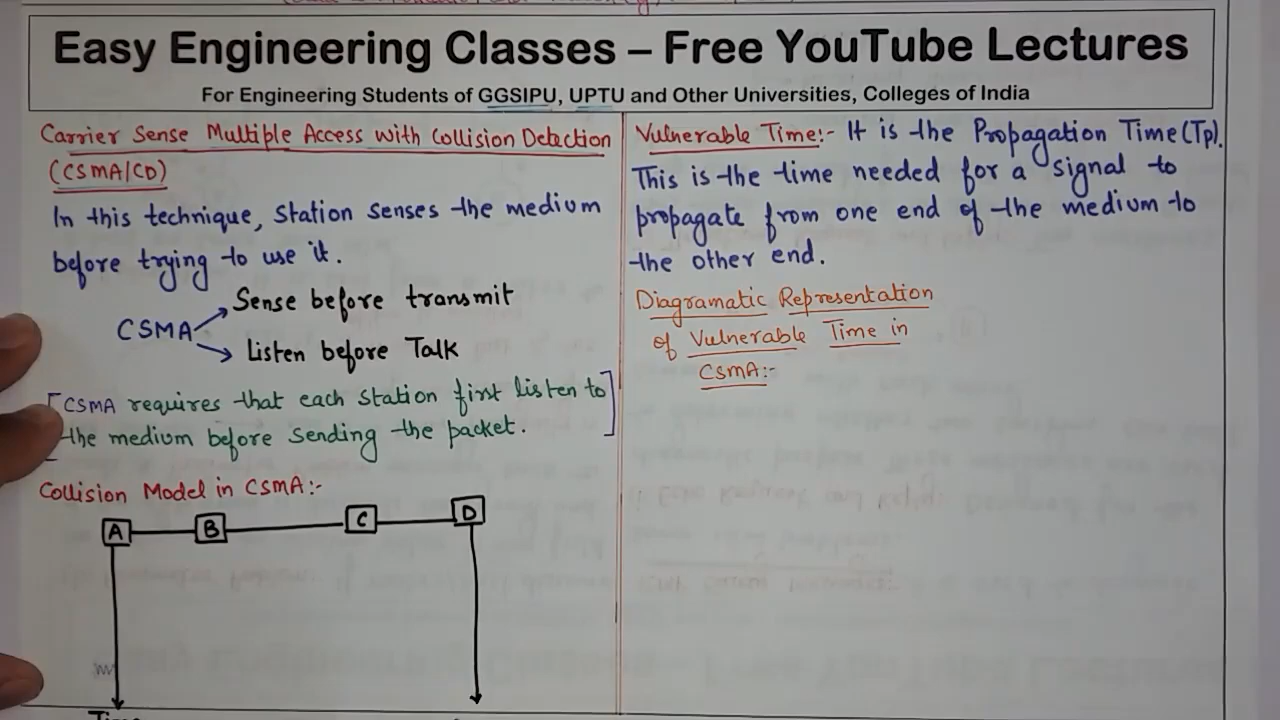 Easy Engineering Classes – Free YouTube Lectures
For Engineering Students of GGSIPU, UPTU and Other Universities, Colleges of India
Carrier Sense Multiple Access with Collision Detection
(CSMA/CD)
In this technique, Station senses the medium
before trying to use it.
CSMA
Sense before transmit
Listen before Talk
[CSMA requires that each Station first listen to
the medium before Sending the packet.]
Collision Model in CSMA:-
A B C D
Vulnerable Time:- It is the Propagation Time(Tp).
This is the time needed for a signal to
propagate from one end of the medium to
the other end.
Diagramatic Representation
of Vulnerable Time in
CSMA:-